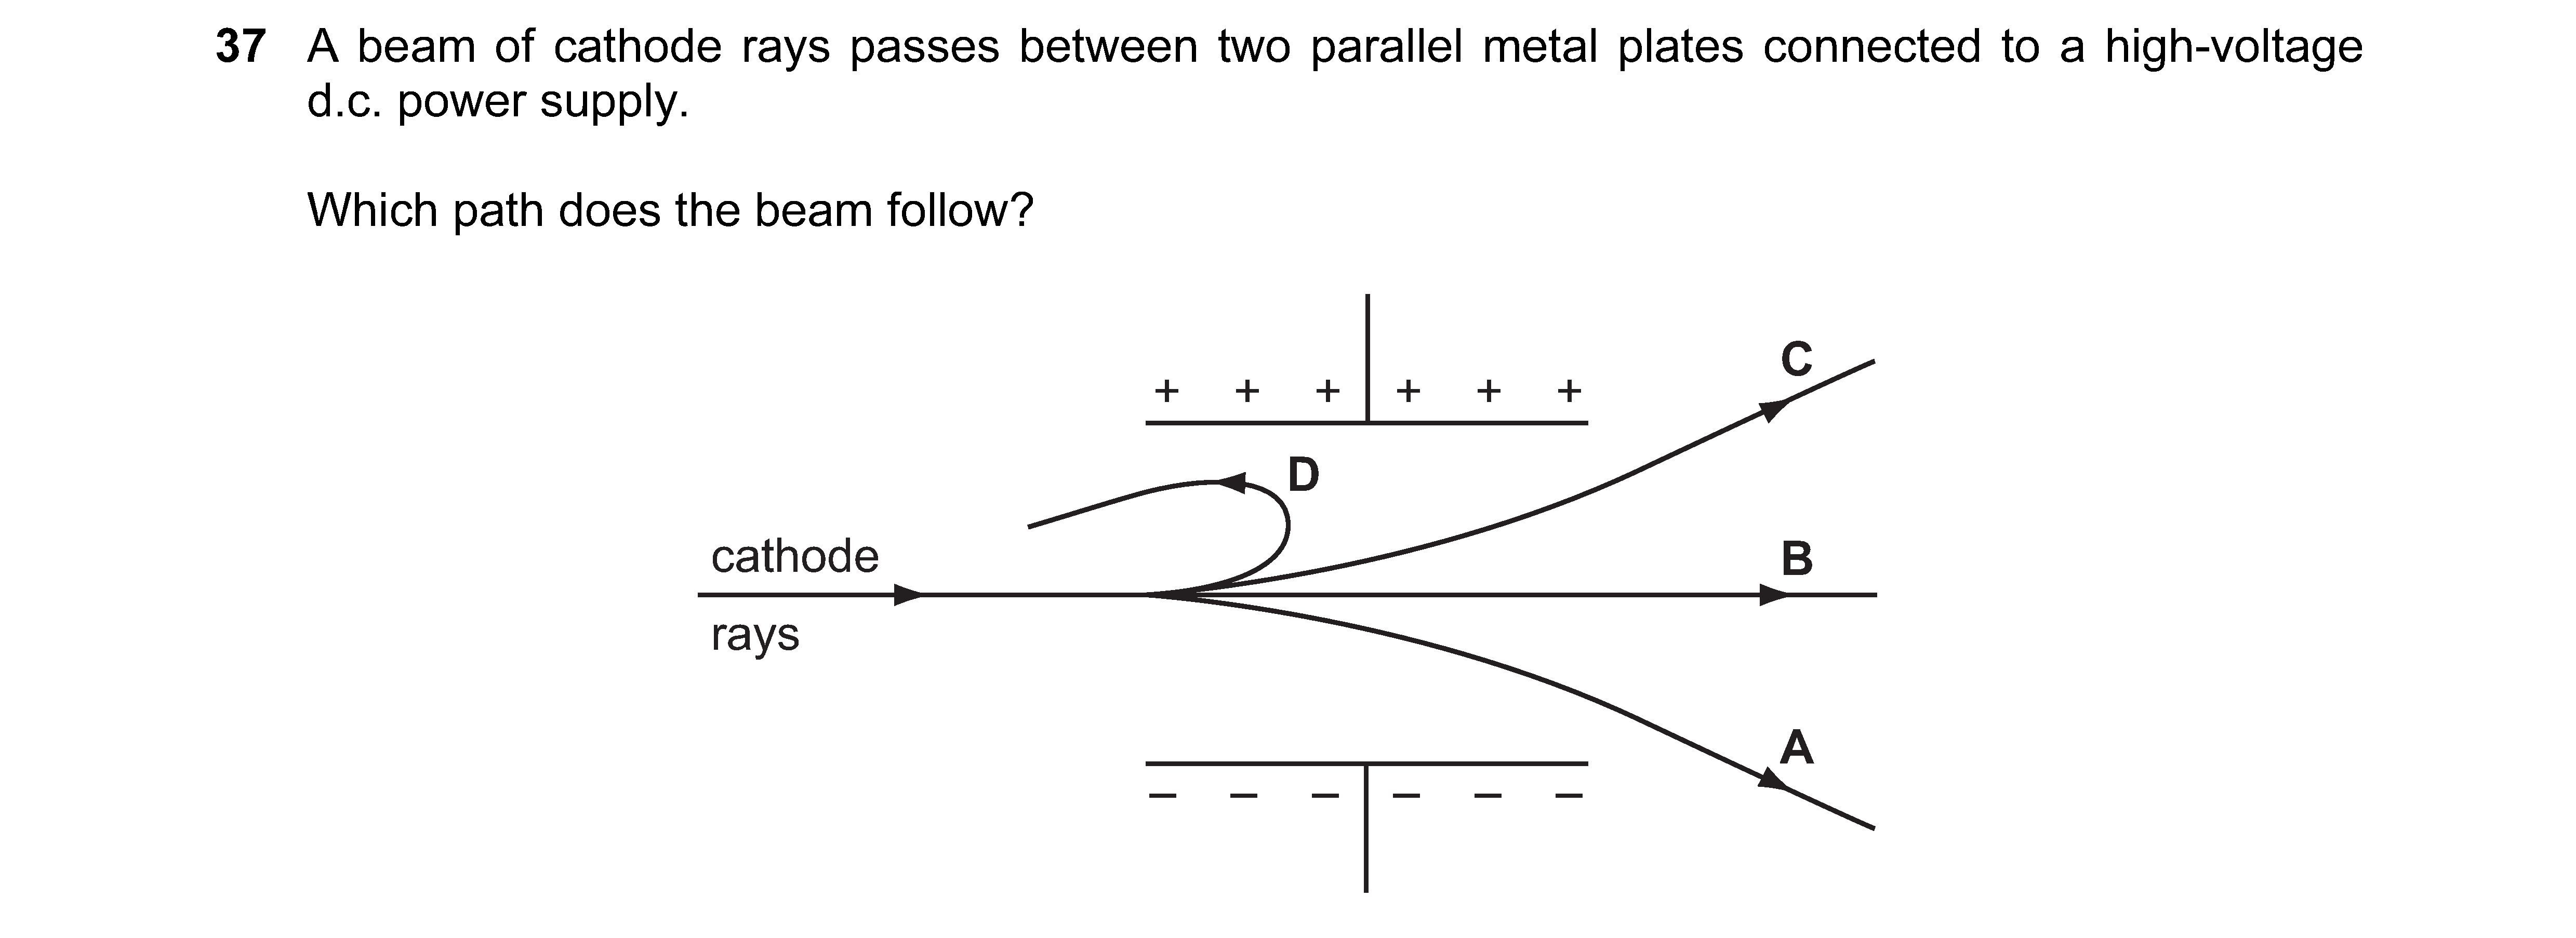 37 A beam of cathode rays passes between two parallel metal plates connected to a high-voltage
d.c. power supply.
Which path does the beam follow?
C
+ + + + + +
D
cathode
B
rays
A
– – – – – –